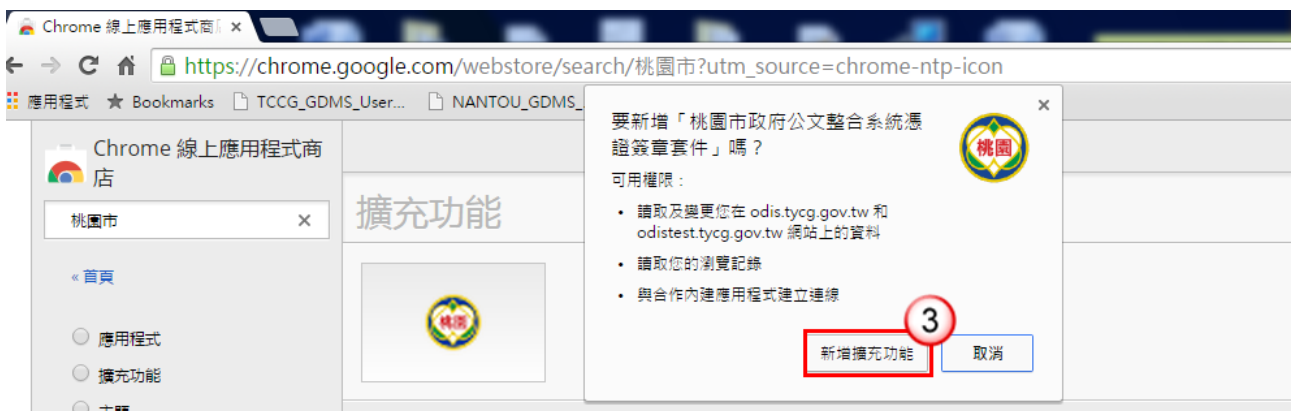 Chrome 線上應用程式商
https://chrome.google.com/webstore/search/桃園市?utm_source=chrome-ntp-icon
應用程式 Bookmarks TCCG_GDMS_User... NANTOU_GDMS_
Chrome 線上應用程式商
店
桃園市
«首頁
應用程式
擴充功能
主題
擴充功能
桃園
要新增「桃園市政府公文整合系統憑
證簽章套件」嗎？
桃園
可用權限：
• 讀取及變更您在 odis.tycg.gov.tw 和
odistest.tycg.gov.tw 網站上的資料
• 讀取您的瀏覽記錄
• 與合作內建應用程式建立連線
3
新增擴充功能 取消